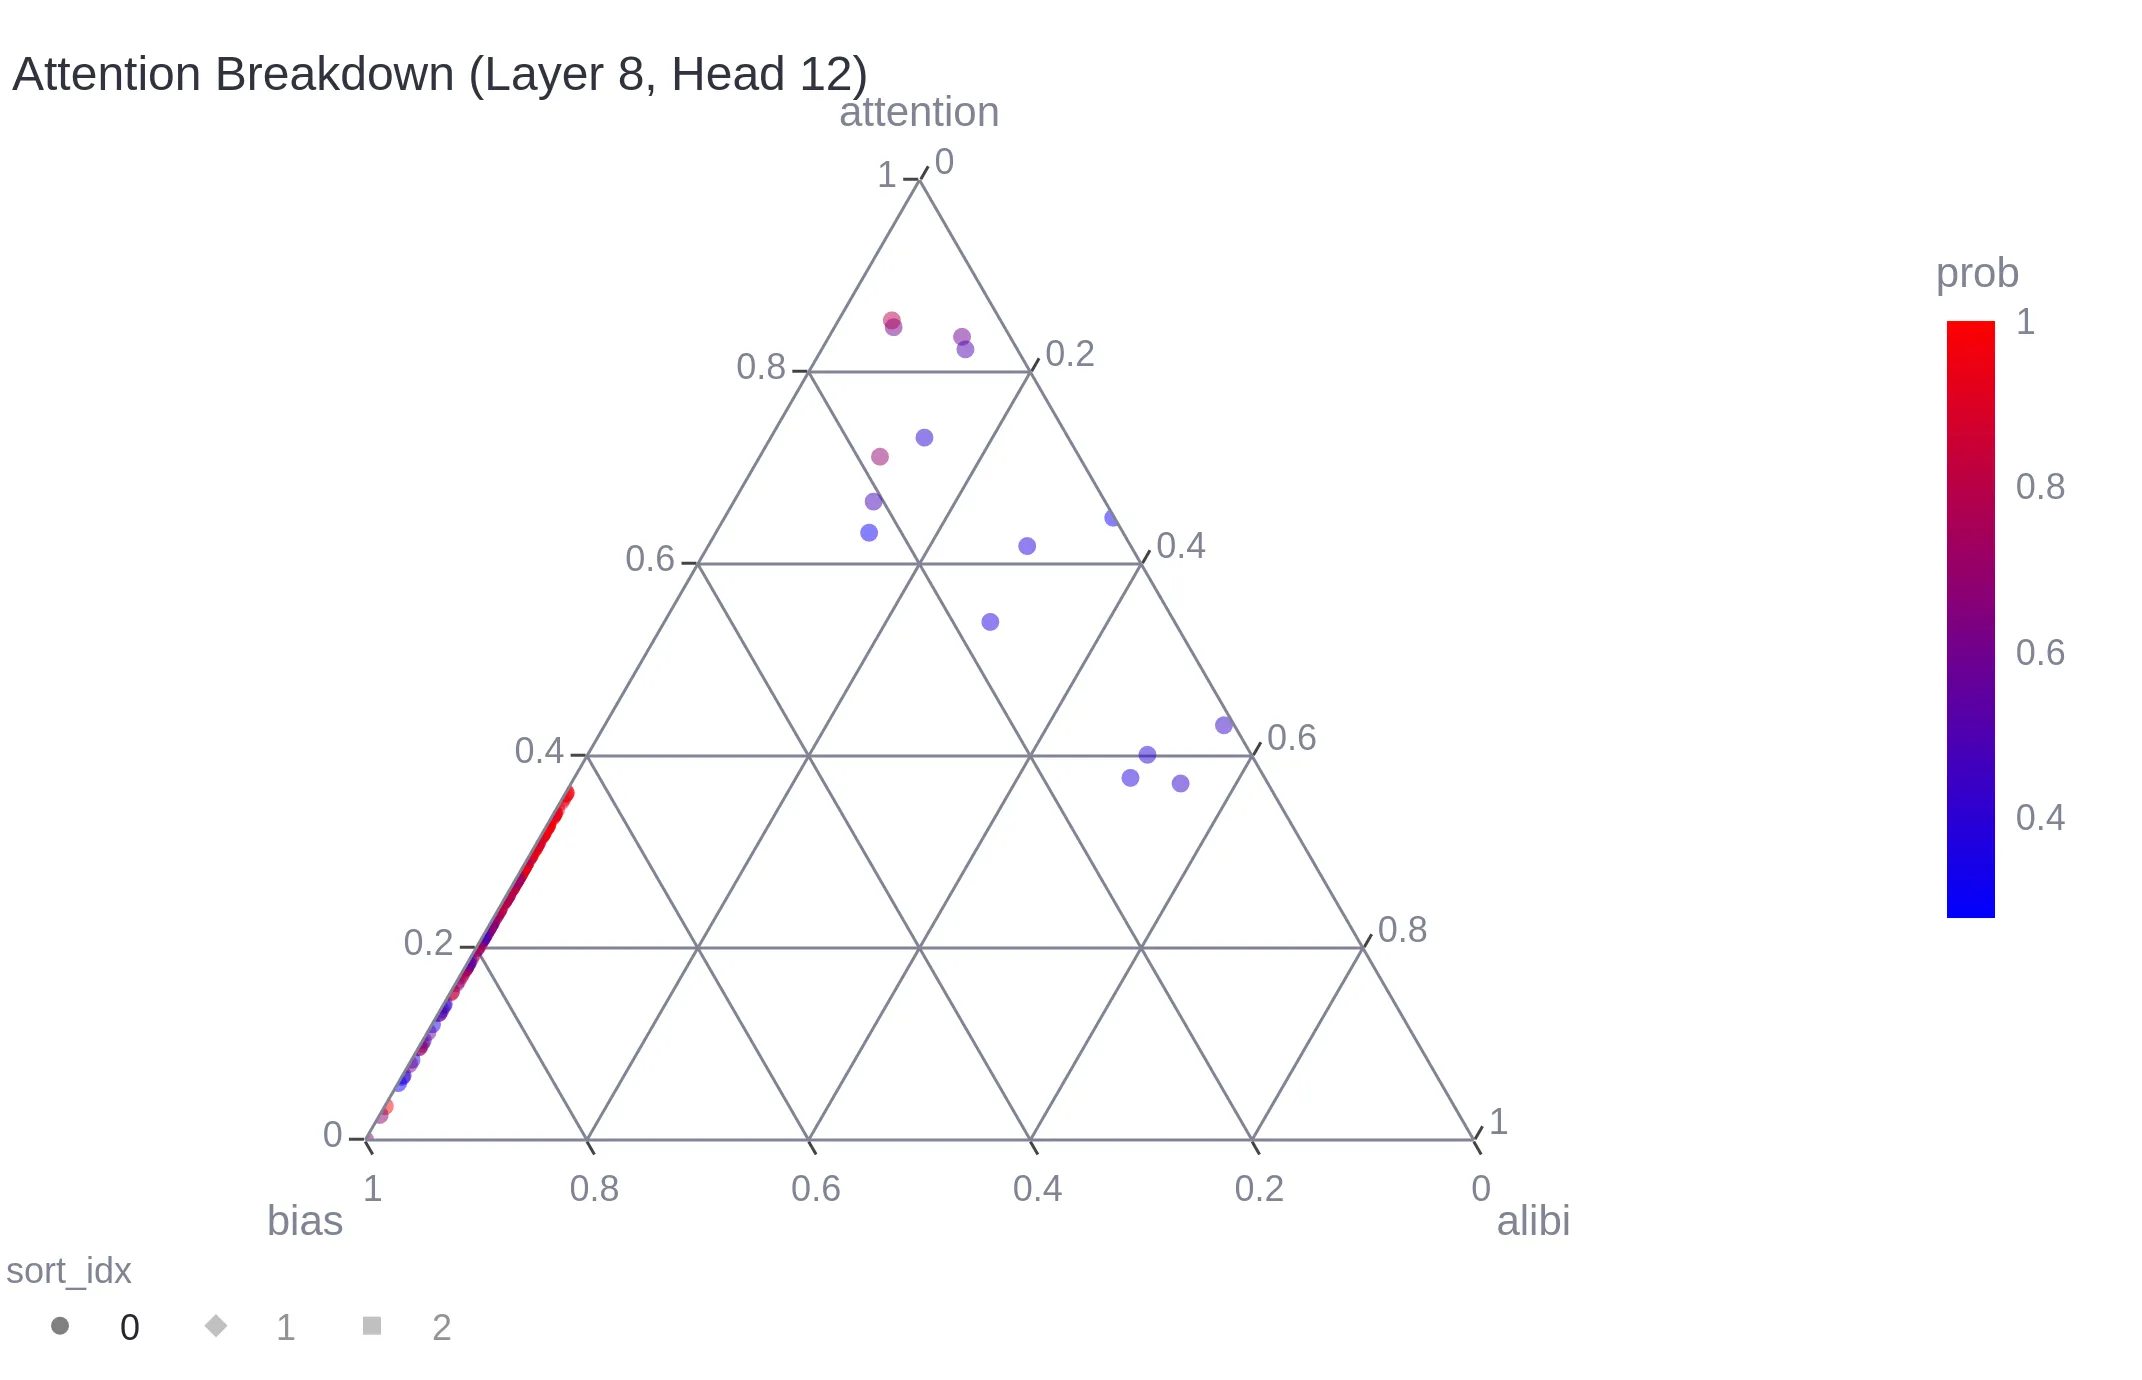 Attention Breakdown (Layer 8, Head 12)
attention
1 0
prob
1
0.8 0.2
0.8
0.6 0.4
0.6
0.4 0.6
0.4
0.2 0.8
0 1
1 0.8 0.6 0.4 0.2 0
bias alibi
sort_idx
0 1 2